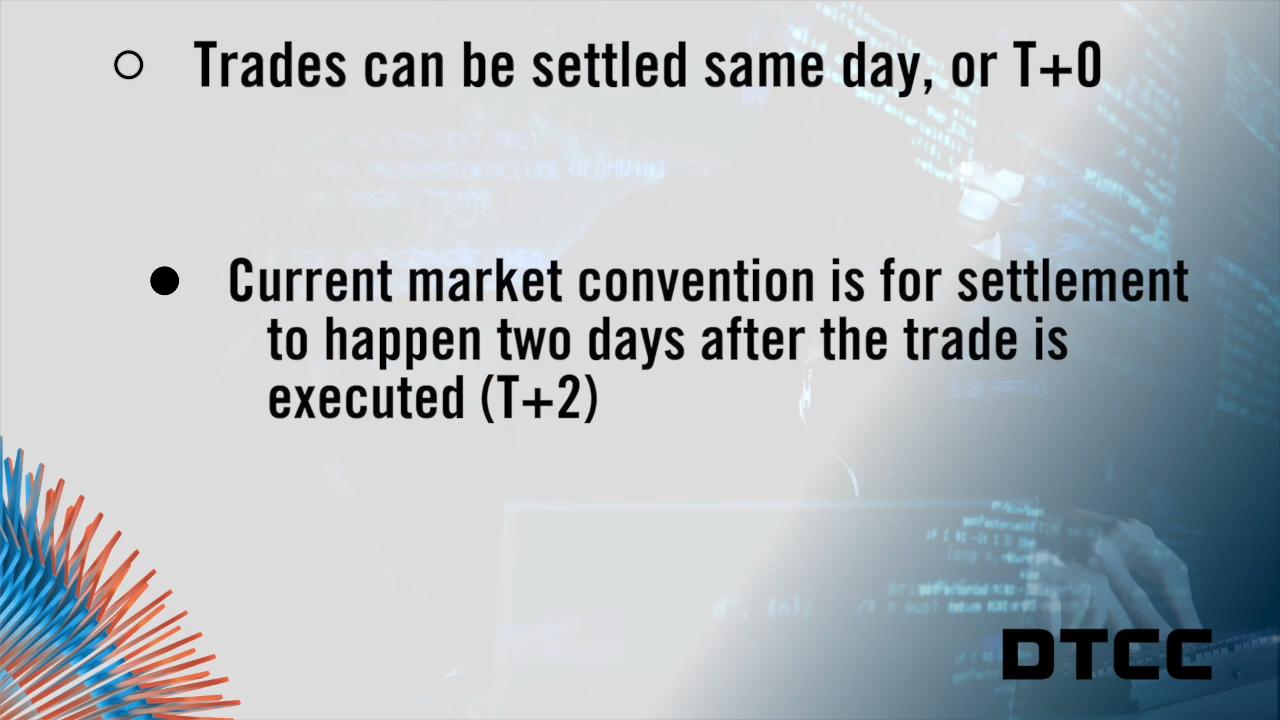 Trades can be settled same day, or T+0
Current market convention is for settlement
to happen two days after the trade is
executed (T+2)
DTCC